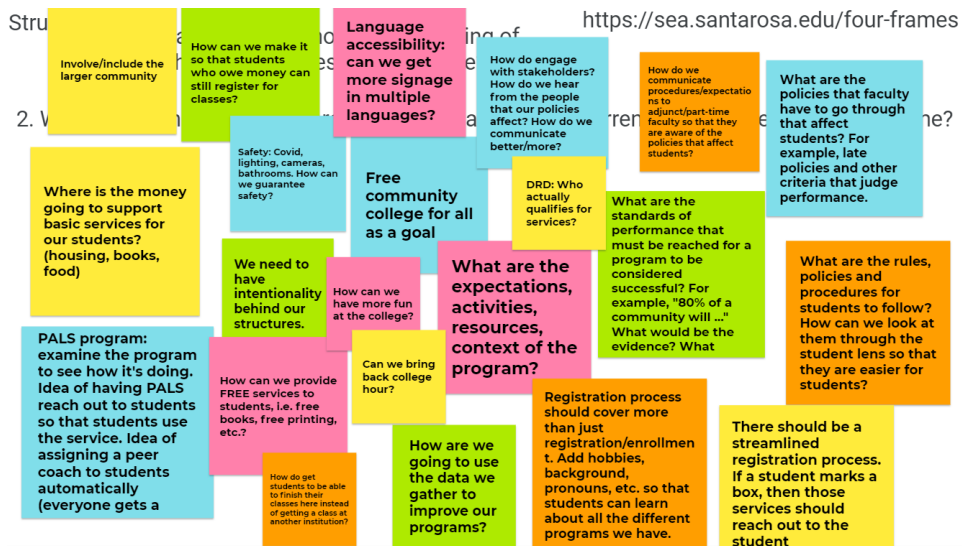 Stru
https://sea.santarosa.edu/four-frames
ing of
2. W
me?
Involve/include the
larger community
How can we make it
so that students
who owe money can
still register for
classes?
Language
accessibility:
can we get
more signage
in multiple
languages?
How do engage
with stakeholders?
How do we hear
from the people
that our policies
affect? How do we
communicate
better/more?
How do we
communicate
procedures/expectatio
ns to
adjunct/part-time
faculty so that they
are aware of the
policies that affect
students?
What are the
policies that faculty
have to go through
that affect
students? For
example, late
policies and other
criteria that judge
performance.
Where is the money
going to support
basic services for
our students?
(housing, books,
food)
Safety: Covid,
lighting, cameras,
bathrooms. How can
we guarantee
safety?
Free
community
college for all
as a goal
DRD: Who
actually
qualifies for
services?
What are the
standards of
performance that
must be reached for a
program to be
considered
successful? For
example, "80% of a
community will ..."
What would be the
evidence? What
We need to
have
intentionality
behind our
structures.
How can we
have more fun
at the college?
What are the
expectations,
activities,
resources,
context of the
program?
What are the rules,
policies and
procedures for
students to follow?
How can we look at
them through the
student lens so that
they are easier for
students?
PALS program:
examine the program
to see how it's doing.
Idea of having PALS
reach out to students
so that students use
the service. Idea of
assigning a peer
coach to students
automatically
(everyone gets a
How can we provide
FREE services to
students, i.e. free
books, free printing,
etc.?
Can we bring
back college
hour?
How do get
students to be able
to finish their
classes here instead
of getting a class at
another institution?
How are we
going to use
the data we
gather to
improve our
programs?
Registration process
should cover more
than just
registration/enrollmen
t. Add hobbies,
background,
pronouns, etc. so that
students can learn
about all the different
programs we have.
There should be a
streamlined
registration process.
If a student marks a
box, then those
services should
reach out to the
student